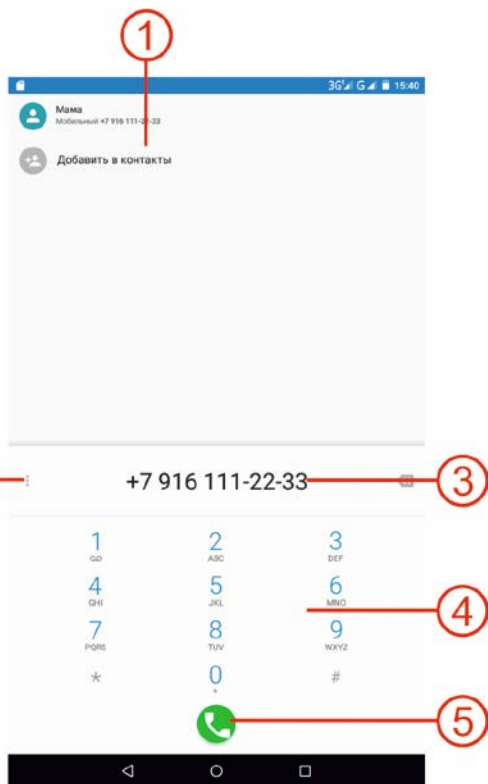 1
3G G 15:40
Мама
Мобильный +7 916 111-22-33
Добавить в контакты
+7 916 111-22-33 3
1 2 3
ABC DEF
4 5 6
GHI JKL MNO
4
7 8 9
PQRS TUV WXYZ
* 0 #
+
5